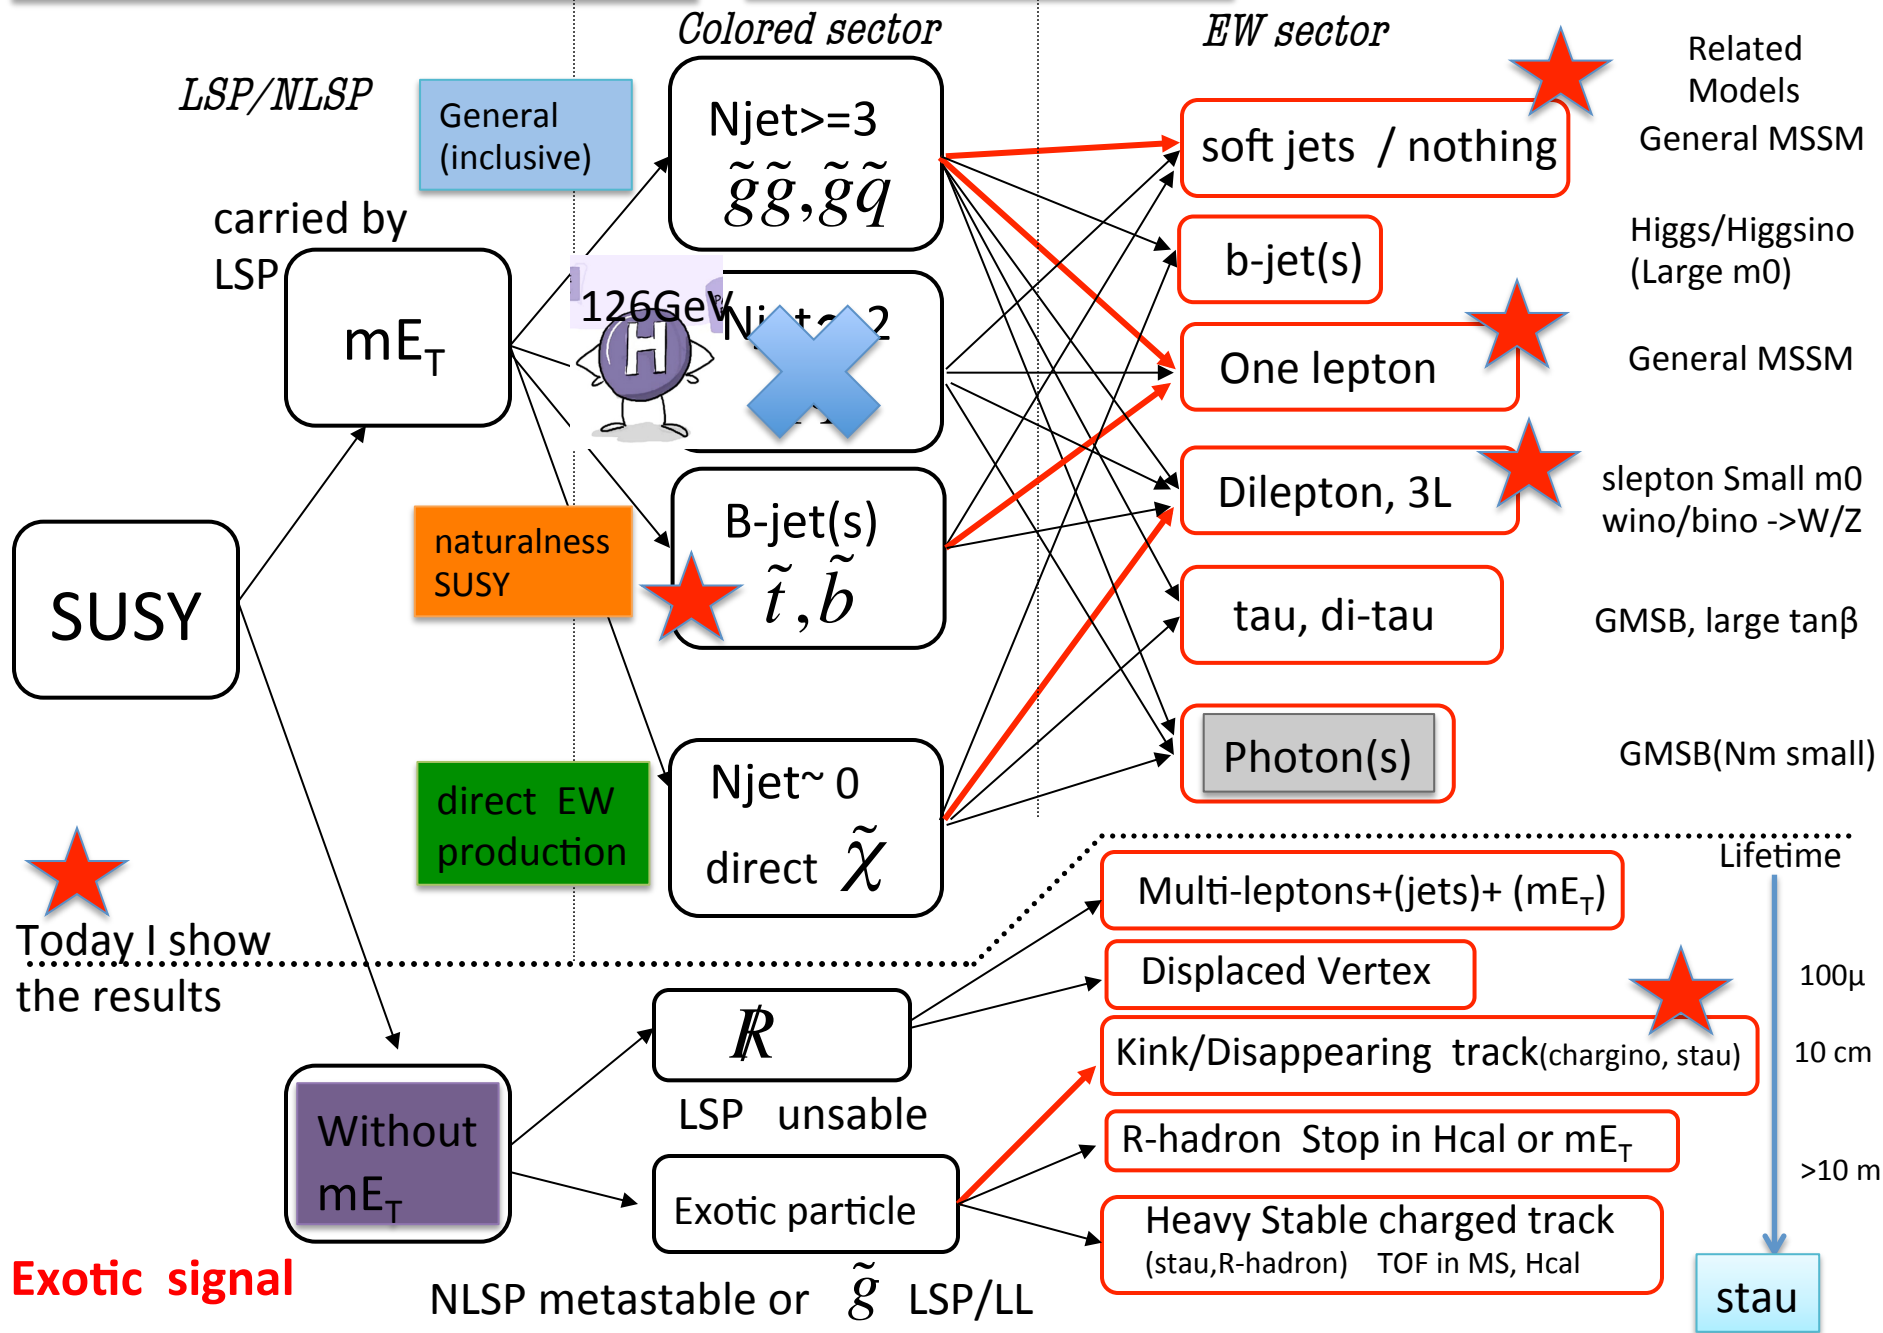 Colored sector
EW sector
LSP/NLSP
Related
Models
General
(inclusive)
Njet>=3
g̃g̃,g̃q̃
soft jets / nothing
General MSSM
carried by
LSP
mE_T
126GeV
H
2
b-jet(s)
Higgs/Higgsino
(Large m0)
One lepton
General MSSM
naturalness
SUSY
B-jet(s)
t̃,b̃
Dilepton, 3L
slepton Small m0
wino/bino ->W/Z
SUSY
tau, di-tau
GMSB, large tanβ
direct EW
production
Njet~ 0
direct χ̃
Photon(s)
GMSB(Nm small)
Today I show
the results
Lifetime
Multi-leptons+(jets)+ (mE_T)
Displaced Vertex
100μ
R̸
LSP unsable
Kink/Disappearing track(chargino, stau)
10 cm
Without
mE_T
R-hadron Stop in Hcal or mE_T
>10 m
Exotic particle
Heavy Stable charged track
(stau,R-hadron) TOF in MS, Hcal
Exotic signal
NLSP metastable or g̃ LSP/LL
stau